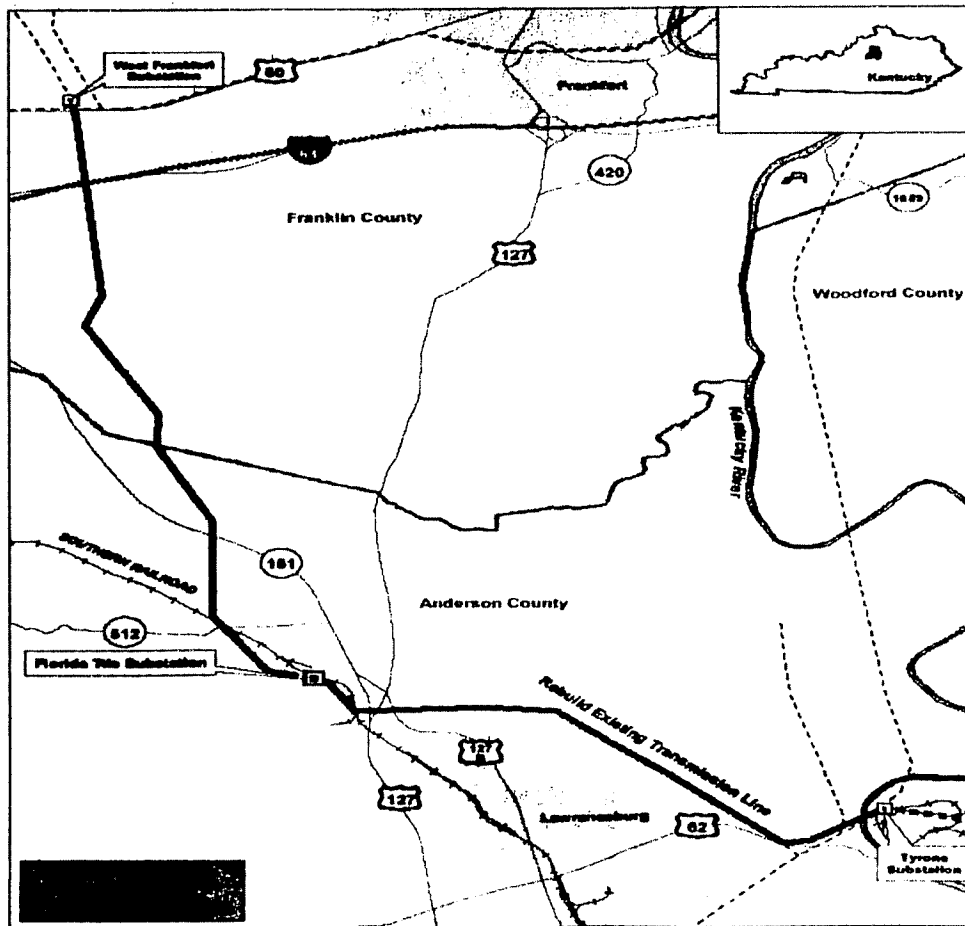 West Frankfort
Substation
60
Frankfort
Kentucky
64
420
Franklin County
127
Woodford County
Kentucky River
SOUTHERN RAILROAD
151
Anderson County
512
Florida Tile Substation
Rebuild Existing Transmission Line
127
B
127
Lawrenceburg
62
Tyrone
Substation